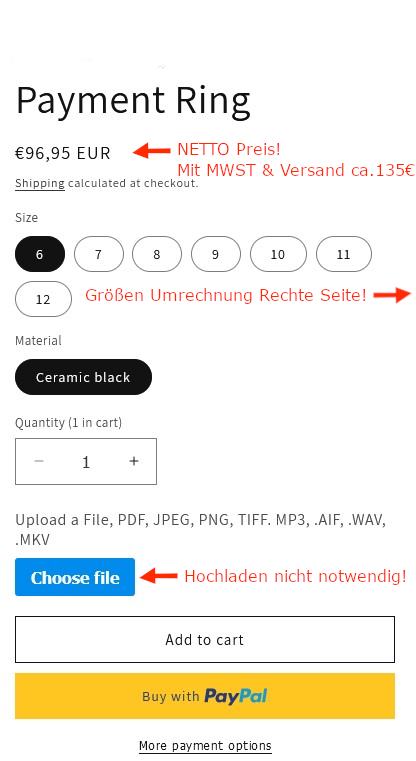 Payment Ring
€96,95 EUR
NETTO Preis!
Mit MWST & Versand ca.135€
Shipping calculated at checkout.
Size
6 7 8 9 10 11
12
Größen Umrechnung Rechte Seite!
Material
Ceramic black
Quantity (1 in cart)
− 1 +
Upload a File, PDF, JPEG, PNG, TIFF. MP3, .AIF, .WAV,
.MKV
Choose file
Hochladen nicht notwendig!
Add to cart
Buy with PayPal
More payment options